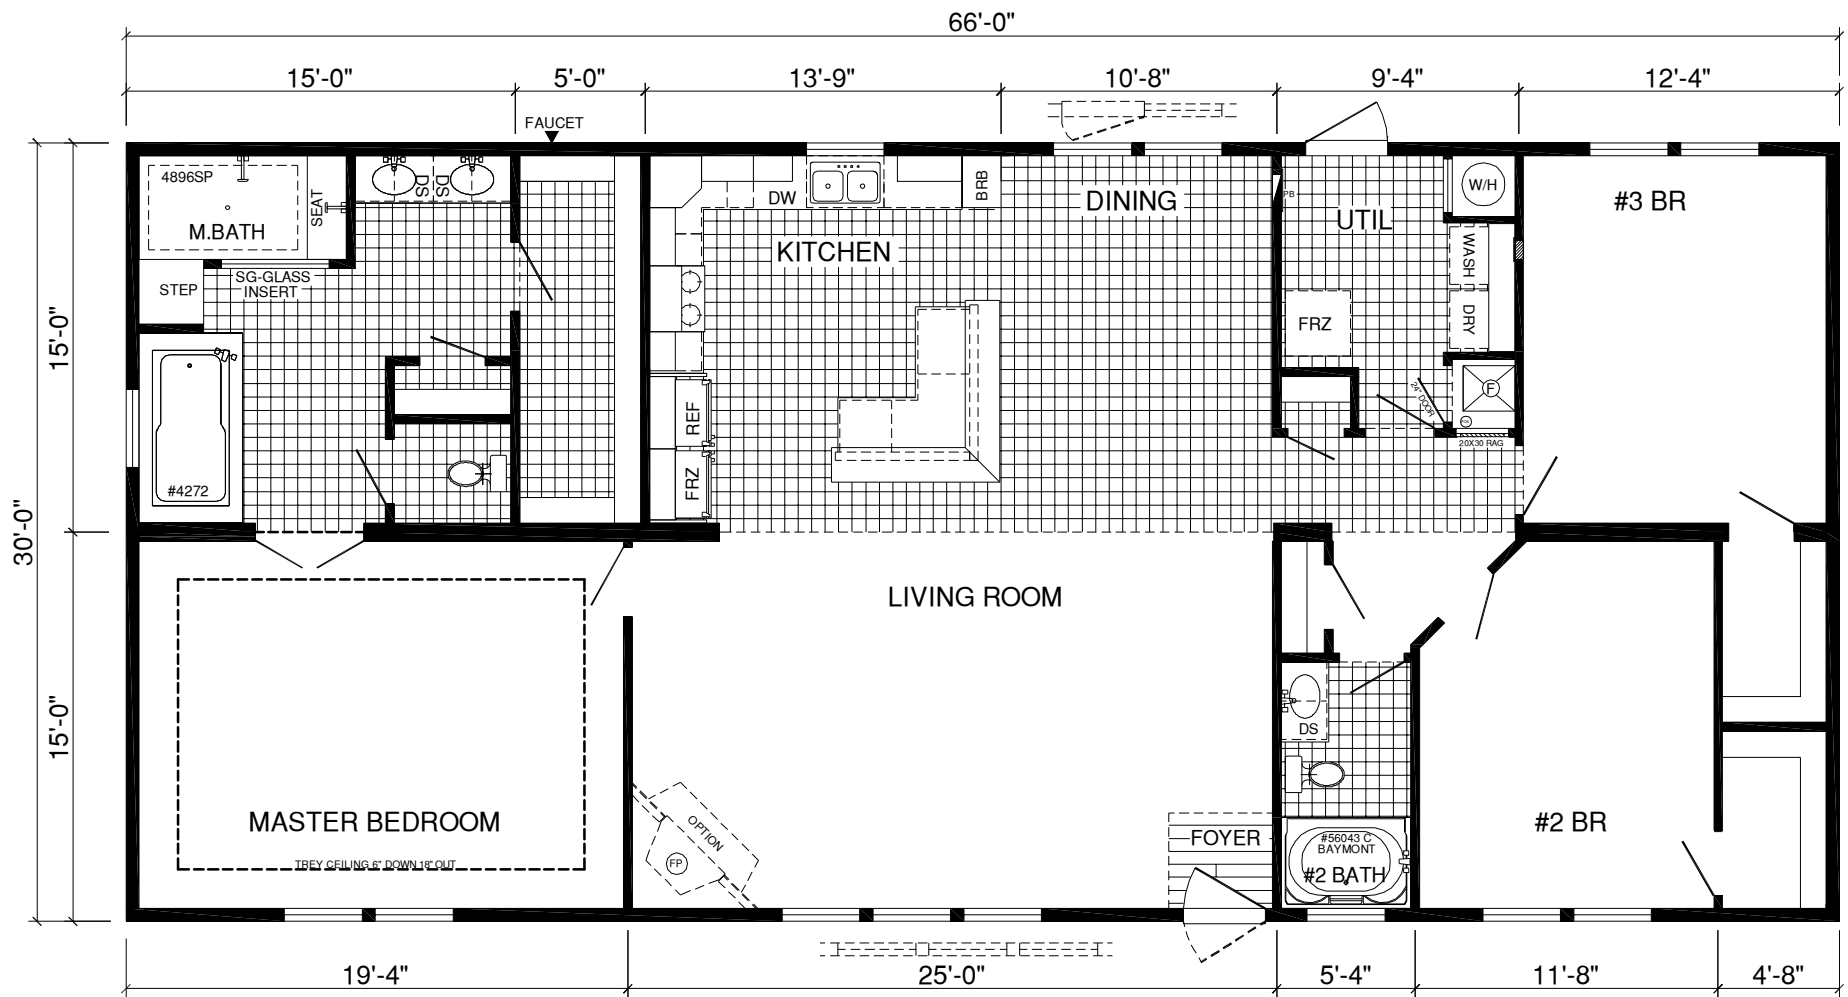 66'-0"
15'-0"
5'-0"
13'-9"
10'-8"
9'-4"
12'-4"
FAUCET
4896SP
SEAT
M.BATH
DS
DS
STEP
SG-GLASS
INSERT
#4272
DW
BRB
KITCHEN
DINING
REF
FRZ
PB
UTIL
W/H
WASH
DRY
FRZ
24" DOOR
F
20X30 RAG
#3 BR
15'-0"
30'-0"
15'-0"
LIVING ROOM
MASTER BEDROOM
TREY CEILING 6" DOWN 18" OUT
OPTION
FP
FOYER
DS
#56043 C
BAYMONT
#2 BATH
#2 BR
19'-4"
25'-0"
5'-4"
11'-8"
4'-8"